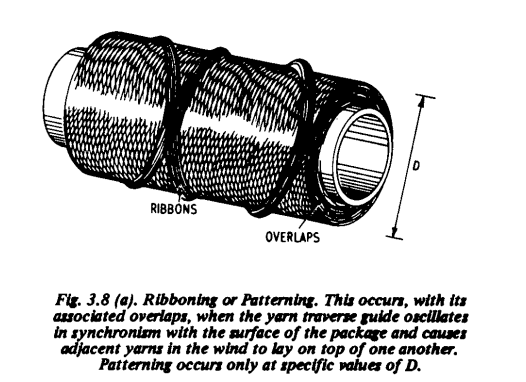 D
RIBBONS
OVERLAPS
Fig. 3.8 (a). Ribboning or Patterning. This occurs, with its
associated overlaps, when the yarn traverse guide oscillates
in synchronism with the surface of the package and causes
adjacent yarns in the wind to lay on top of one another.
Patterning occurs only at specific values of D.